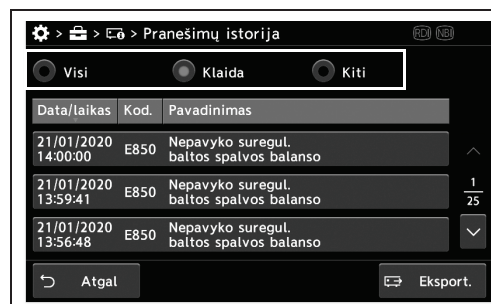 > > > Pranešimų istorija RDI NBI
Visi Klaida Kiti
Data/laikas Kod. Pavadinimas
21/01/2020 14:00:00 E850 Nepavyko suregul. baltos spalvos balanso
21/01/2020 13:59:41 E850 Nepavyko suregul. baltos spalvos balanso
21/01/2020 13:56:48 E850 Nepavyko suregul. baltos spalvos balanso
1
25
Atgal Eksport.